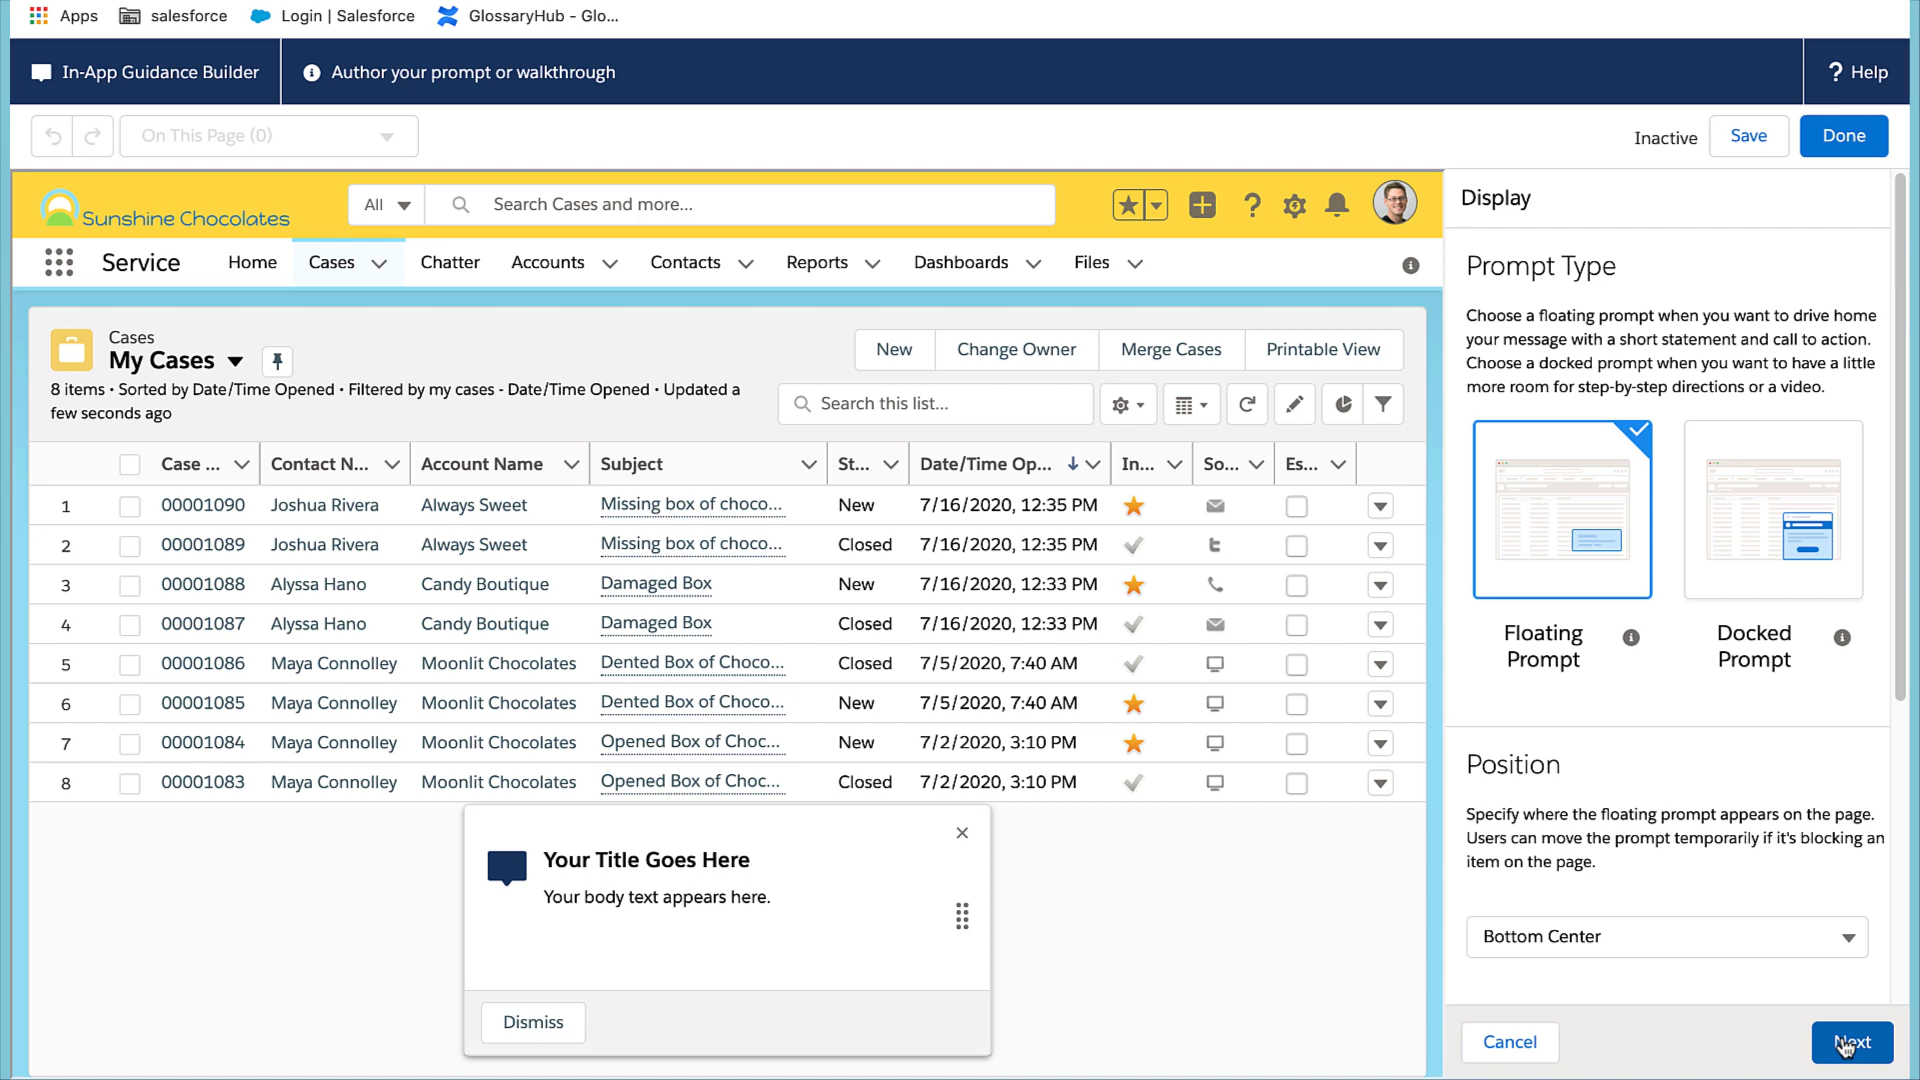 Apps salesforce Login | Salesforce GlossaryHub - Glo...
In-App Guidance Builder Author your prompt or walkthrough ? Help
On This Page (0) Inactive Save Done
Sunshine Chocolates All Search Cases and more...
Service Home Cases Chatter Accounts Contacts Reports Dashboards Files
Cases
My Cases
8 items • Sorted by Date/Time Opened • Filtered by my cases - Date/Time Opened • Updated a
few seconds ago
New Change Owner Merge Cases Printable View
Search this list...
Case ... Contact N... Account Name Subject St... Date/Time Op... In... So... Es...
1 00001090 Joshua Rivera Always Sweet Missing box of choco... New 7/16/2020, 12:35 PM
2 00001089 Joshua Rivera Always Sweet Missing box of choco... Closed 7/16/2020, 12:35 PM
3 00001088 Alyssa Hano Candy Boutique Damaged Box New 7/16/2020, 12:33 PM
4 00001087 Alyssa Hano Candy Boutique Damaged Box Closed 7/16/2020, 12:33 PM
5 00001086 Maya Connolley Moonlit Chocolates Dented Box of Choco... Closed 7/5/2020, 7:40 AM
6 00001085 Maya Connolley Moonlit Chocolates Dented Box of Choco... New 7/5/2020, 7:40 AM
7 00001084 Maya Connolley Moonlit Chocolates Opened Box of Choc... New 7/2/2020, 3:10 PM
8 00001083 Maya Connolley Moonlit Chocolates Opened Box of Choc... Closed 7/2/2020, 3:10 PM
Your Title Goes Here
Your body text appears here.
Dismiss
Display
Prompt Type
Choose a floating prompt when you want to drive home
your message with a short statement and call to action.
Choose a docked prompt when you want to have a little
more room for step-by-step directions or a video.
Floating
Prompt
Docked
Prompt
Position
Specify where the floating prompt appears on the page.
Users can move the prompt temporarily if it's blocking an
item on the page.
Bottom Center
Cancel Next